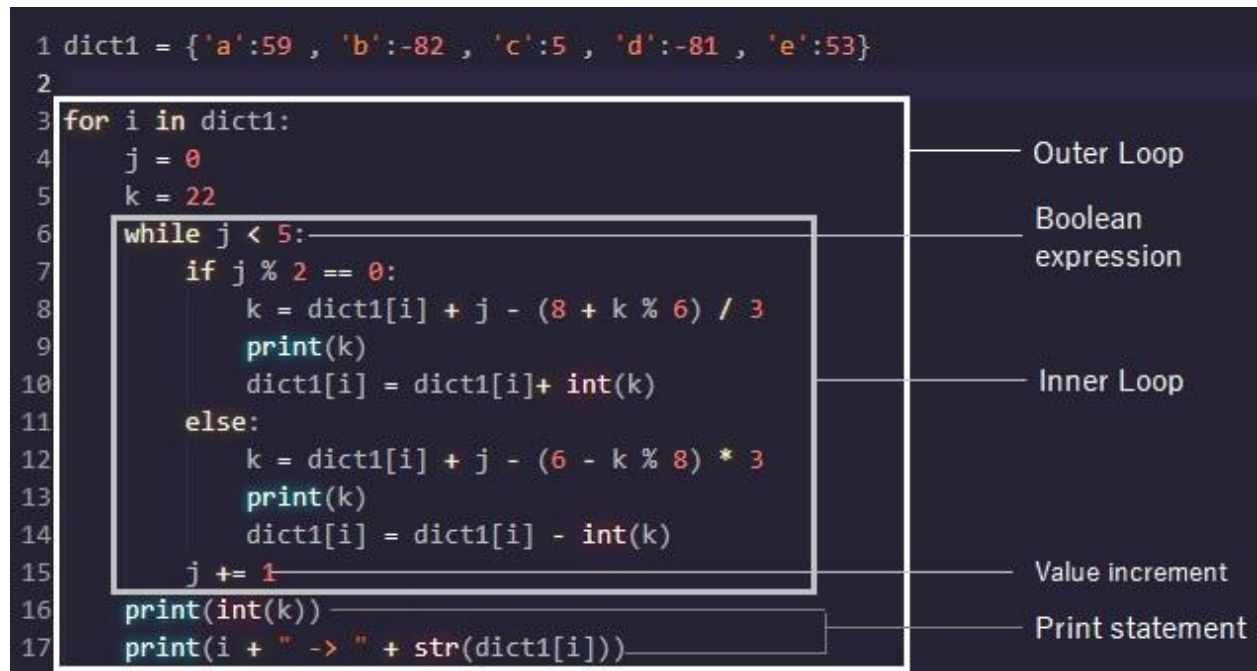 1 dict1 = {'a':59 , 'b':-82 , 'c':5 , 'd':-81 , 'e':53}
2
3 for i in dict1:
4     j = 0
5     k = 22
6     while j < 5:
7         if j % 2 == 0:
8             k = dict1[i] + j - (8 + k % 6) / 3
9             print(k)
10             dict1[i] = dict1[i]+ int(k)
11         else:
12             k = dict1[i] + j - (6 - k % 8) * 3
13             print(k)
14             dict1[i] = dict1[i] - int(k)
15         j += 1
16     print(int(k))
17     print(i + " -> " + str(dict1[i]))
Outer Loop
Boolean
expression
Inner Loop
Value increment
Print statement